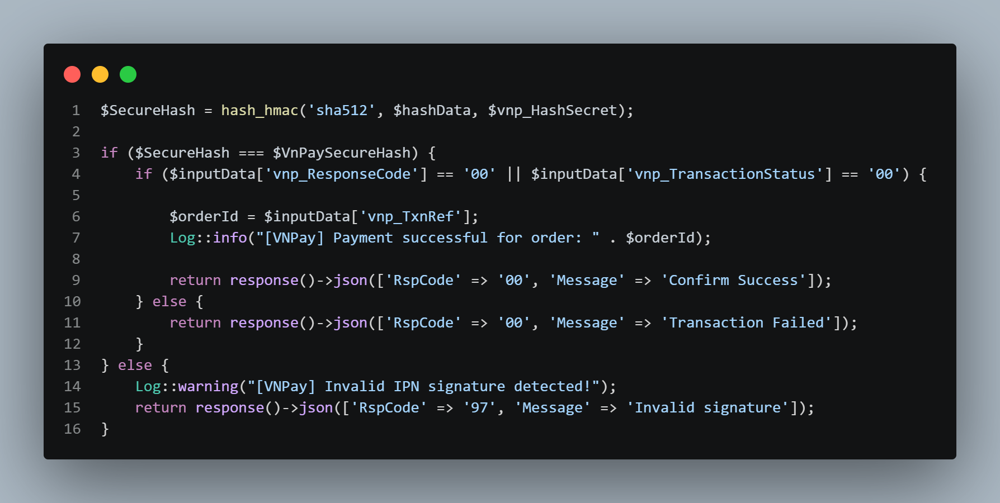 1 $SecureHash = hash_hmac('sha512', $hashData, $vnp_HashSecret);
2
3 if ($SecureHash === $VnPaySecureHash) {
4     if ($inputData['vnp_ResponseCode'] == '00' || $inputData['vnp_TransactionStatus'] == '00') {
5
6         $orderId = $inputData['vnp_TxnRef'];
7         Log::info("[VNPay] Payment successful for order: " . $orderId);
8
9         return response()->json(['RspCode' => '00', 'Message' => 'Confirm Success']);
10     } else {
11         return response()->json(['RspCode' => '00', 'Message' => 'Transaction Failed']);
12     }
13 } else {
14     Log::warning("[VNPay] Invalid IPN signature detected!");
15     return response()->json(['RspCode' => '97', 'Message' => 'Invalid signature']);
16 }